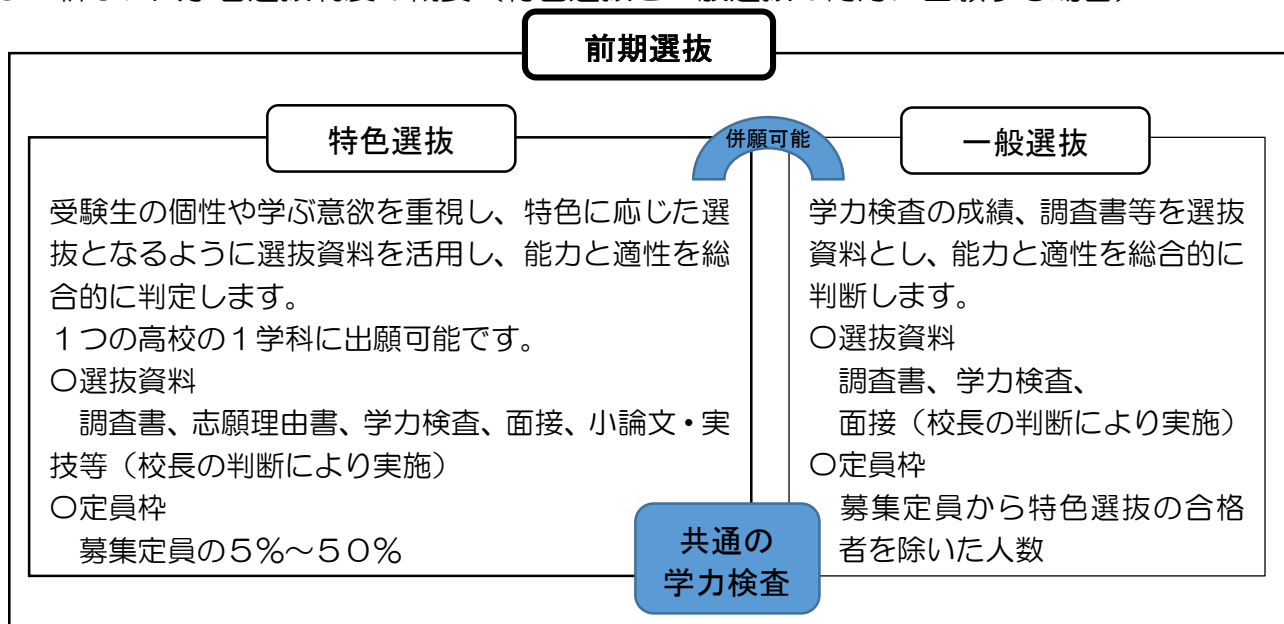 前期選抜
特色選抜
併願可能
一般選抜
受験生の個性や学ぶ意欲を重視し、特色に応じた選
抜となるように選抜資料を活用し、能力と適性を総
合的に判定します。
１つの高校の１学科に出願可能です。
〇選抜資料
調査書、志願理由書、学力検査、面接、小論文・実
技等（校長の判断により実施）
〇定員枠
募集定員の５％～５０％
学力検査の成績、調査書等を選抜
資料とし、能力と適性を総合的に
判断します。
〇選抜資料
調査書、学力検査、
面接（校長の判断により実施）
〇定員枠
募集定員から特色選抜の合格
者を除いた人数
共通の
学力検査